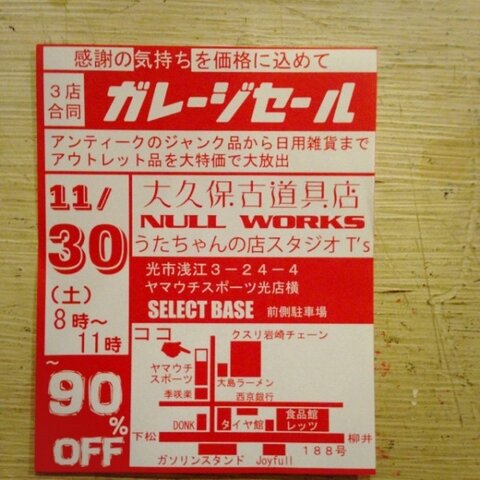 感謝の気持ちを価格に込めて
3店
合同
ガレージセール
アンティークのジャンク品から日用雑貨まで
アウトレット品を大特価で大放出
11/
30
(土)
8時～
11時
～
90
%
OFF
大久保古道具店
NULL WORKS
うたちゃんの店スタジオT's
光市浅江3－24－4
ヤマウチスポーツ光店横
SELECT BASE 前側駐車場
ココ
クスリ岩崎チェーン
ヤマウチ
スポーツ
大島ラーメン
季咲楽
西京銀行
DONK
タイヤ館
食品館
レッツ
下松
柳井
188号
ガソリンスタンド
Joyfull